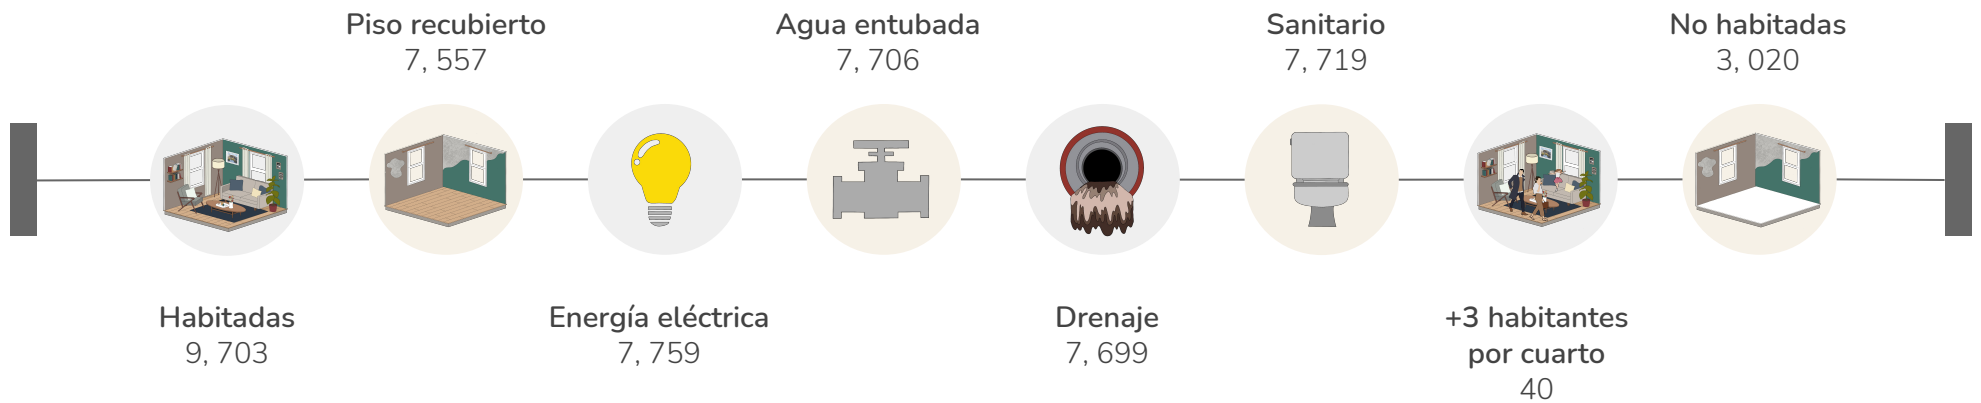 Piso recubierto
7, 557
Agua entubada
7, 706
Sanitario
7, 719
No habitadas
3, 020
Habitadas
9, 703
Energía eléctrica
7, 759
Drenaje
7, 699
+3 habitantes
por cuarto
40